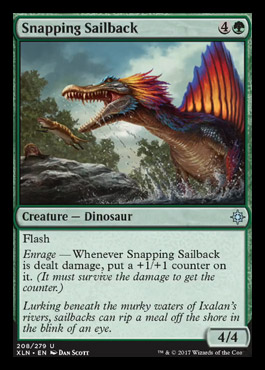 Snapping Sailback 4
Creature — Dinosaur
Flash
Enrage — Whenever Snapping Sailback
is dealt damage, put a +1/+1 counter on
it. (It must survive the damage to get the
counter.)
Lurking beneath the murky waters of Ixalan's
rivers, sailbacks can rip a meal off the shore in
the blink of an eye.
4/4
208/279 U
XLN • EN Dan Scott
™ & © 2017 Wizards of the Coast